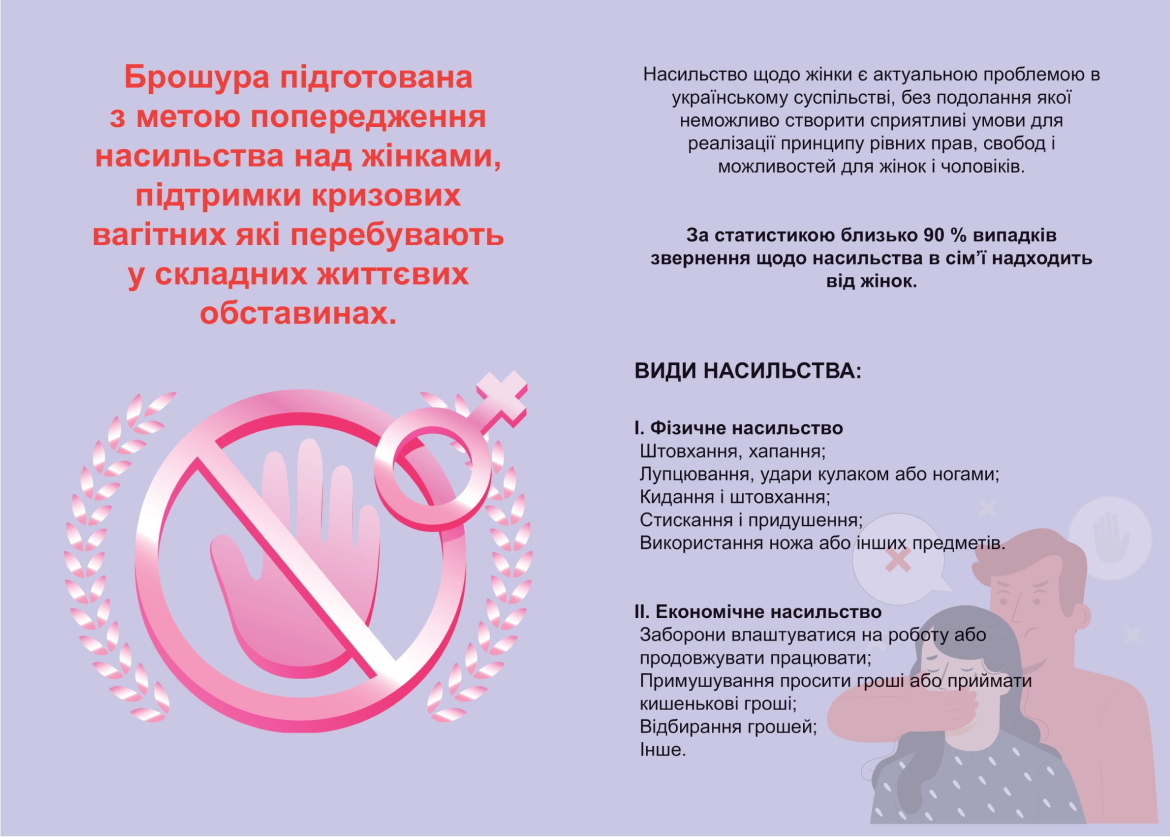 Брошура підготована
з метою попередження
насильства над жінками,
підтримки кризових
вагітних які перебувають
у складних життєвих
обставинах.
Насильство щодо жінки є актуальною проблемою в
українському суспільстві, без подолання якої
неможливо створити сприятливі умови для
реалізації принципу рівних прав, свобод і
можливостей для жінок і чоловіків.
За статистикою близько 90 % випадків
звернення щодо насильства в сім’ї надходить
від жінок.
ВИДИ НАСИЛЬСТВА:
І. Фізичне насильство
Штовхання, хапання;
Лупцювання, удари кулаком або ногами;
Кидання і штовхання;
Стискання і придушення;
Використання ножа або інших предметів.
ІІ. Економічне насильство
Заборони влаштуватися на роботу або
продовжувати працювати;
Примушування просити гроші або приймати
кишенькові гроші;
Відбирання грошей;
Інше.